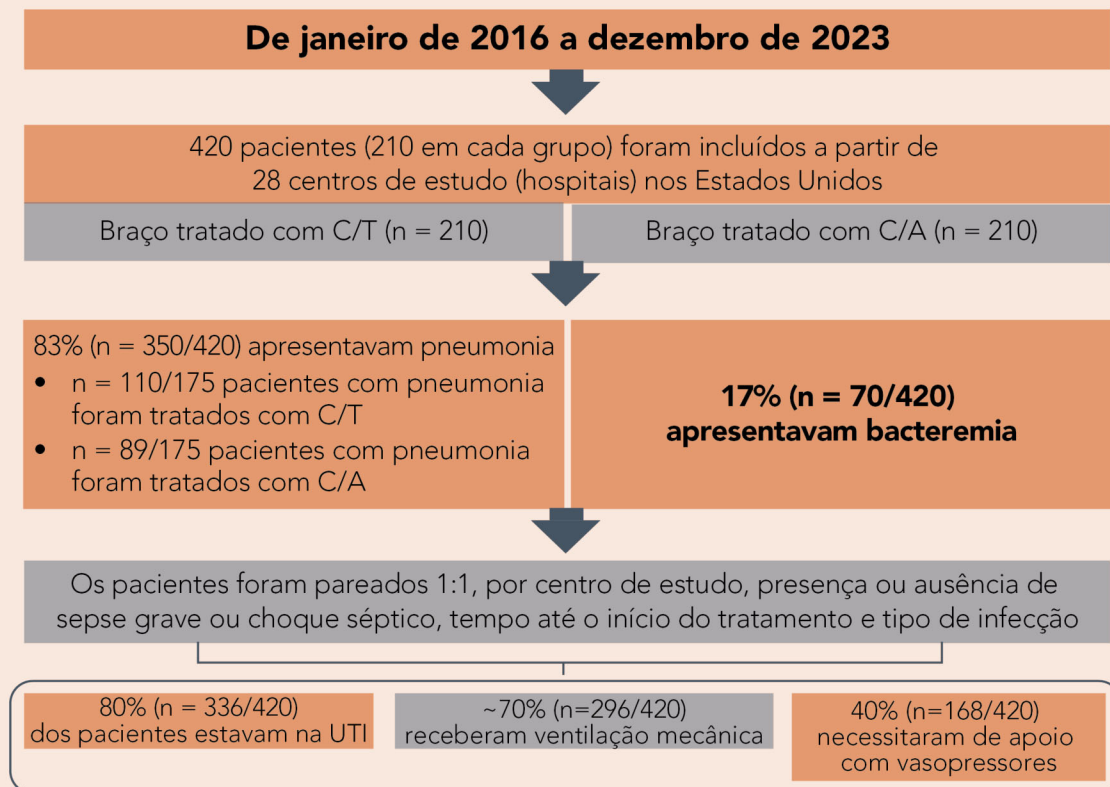 De janeiro de 2016 a dezembro de 2023
420 pacientes (210 em cada grupo) foram incluídos a partir de
28 centros de estudo (hospitais) nos Estados Unidos
Braço tratado com C/T (n = 210)
Braço tratado com C/A (n = 210)
83% (n = 350/420) apresentavam pneumonia
• n = 110/175 pacientes com pneumonia
foram tratados com C/T
• n = 89/175 pacientes com pneumonia
foram tratados com C/A
17% (n = 70/420)
apresentavam bacteremia
Os pacientes foram pareados 1:1, por centro de estudo, presença ou ausência de
sepse grave ou choque séptico, tempo até o início do tratamento e tipo de infecção
80% (n = 336/420)
dos pacientes estavam na UTI
~70% (n=296/420)
receberam ventilação mecânica
40% (n=168/420)
necessitaram de apoio
com vasopressores